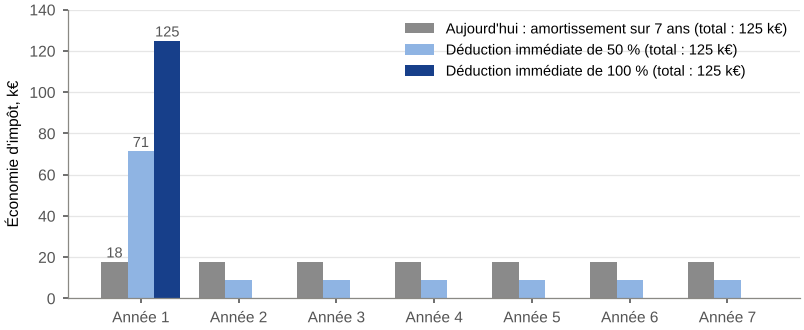 Économie d'impôt, k€
140
120
100
80
60
40
20
0
Aujourd'hui : amortissement sur 7 ans (total : 125 k€)
Déduction immédiate de 50 % (total : 125 k€)
Déduction immédiate de 100 % (total : 125 k€)
18
71
125
Année 1
Année 2
Année 3
Année 4
Année 5
Année 6
Année 7